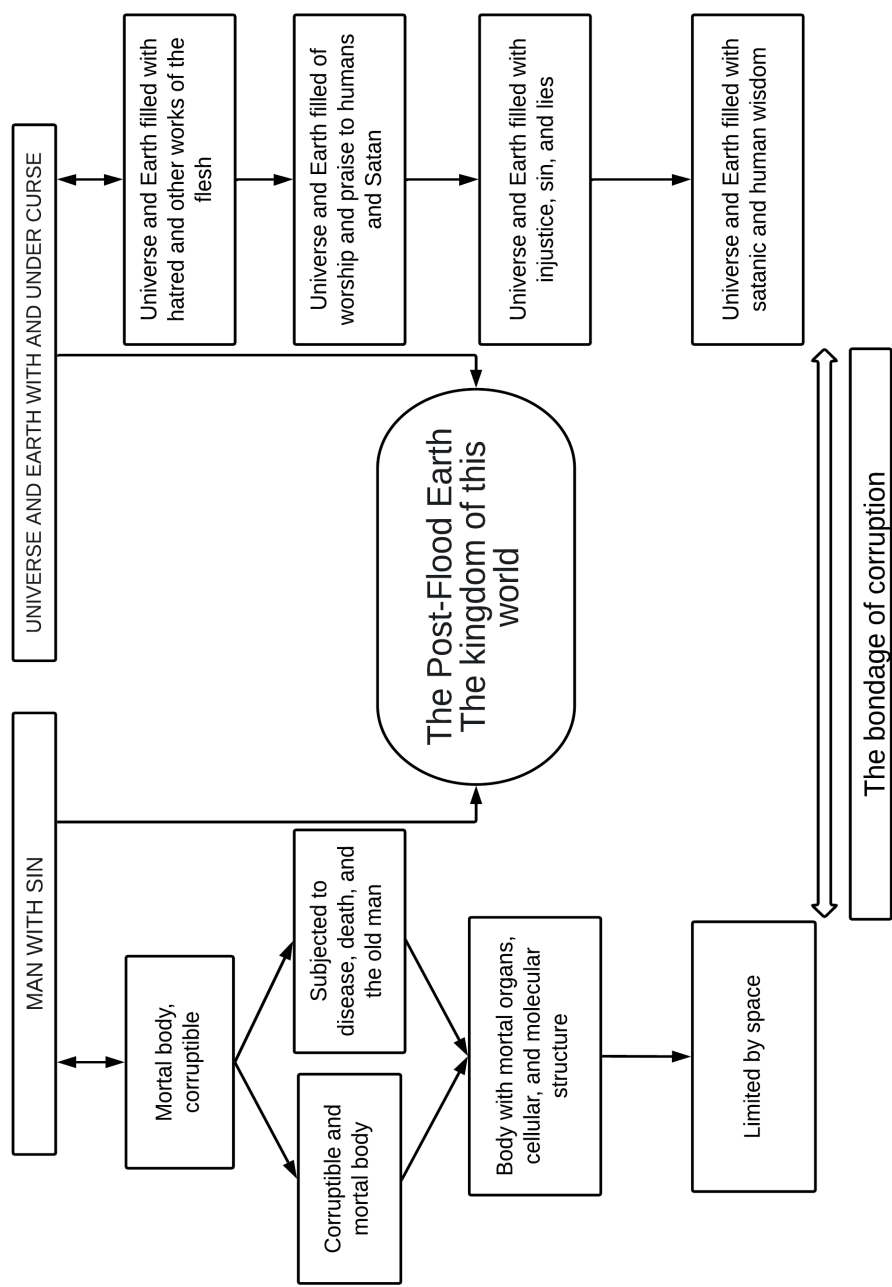 MAN WITH SIN
UNIVERSE AND EARTH WITH AND UNDER CURSE
Mortal body,
corruptible
Corruptible and
mortal body
Subjected to
disease, death, and
the old man
Body with mortal organs,
cellular, and molecular
structure
Limited by space
The Post-Flood Earth
The kingdom of this
world
Universe and Earth filled with
hatred and other works of the
flesh
Universe and Earth filled of
worship and praise to humans
and Satan
Universe and Earth filled with
injustice, sin, and lies
Universe and Earth filled with
satanic and human wisdom
The bondage of corruption